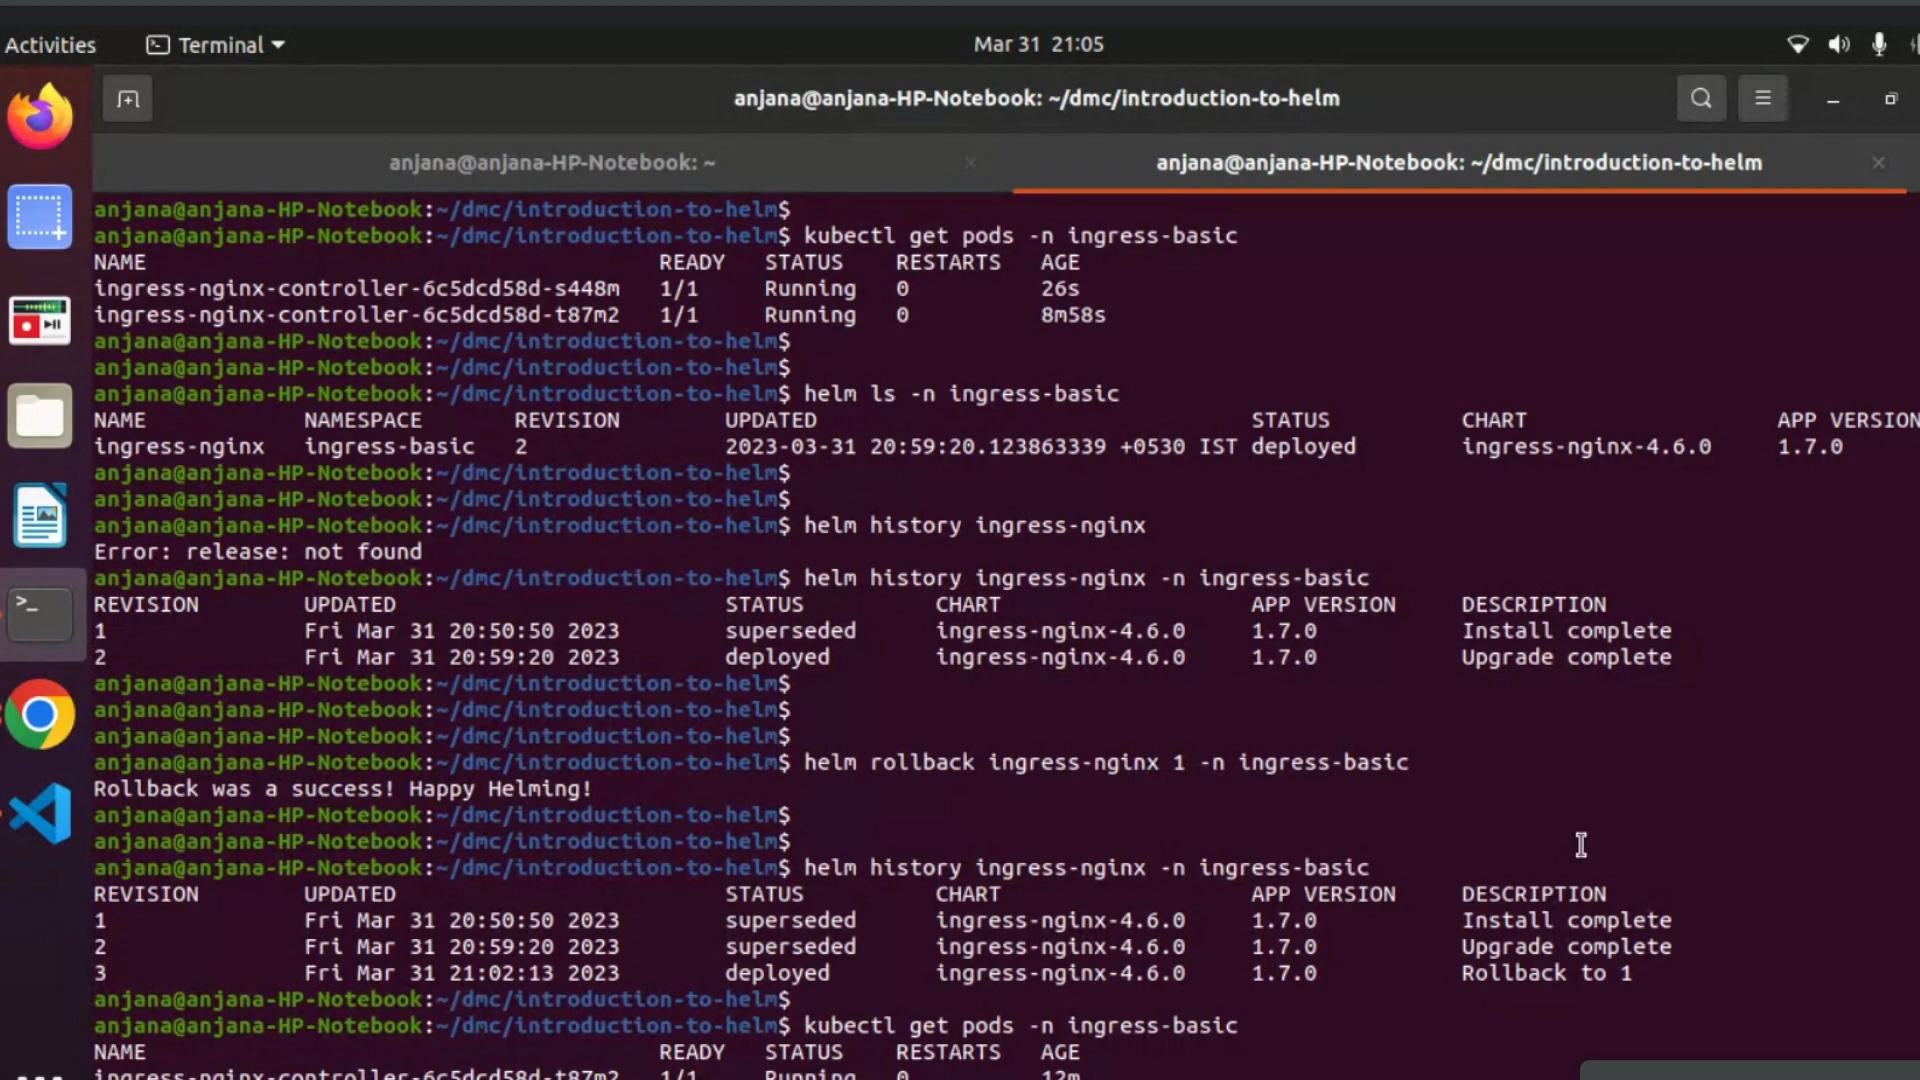 Activities Terminal Mar 31 21:05
anjana@anjana-HP-Notebook: ~/dmc/introduction-to-helm
anjana@anjana-HP-Notebook: ~ anjana@anjana-HP-Notebook: ~/dmc/introduction-to-helm
anjana@anjana-HP-Notebook:~/dmc/introduction-to-helm$
anjana@anjana-HP-Notebook:~/dmc/introduction-to-helm$ kubectl get pods -n ingress-basic
NAME READY STATUS RESTARTS AGE
ingress-nginx-controller-6c5dcd58d-s448m 1/1 Running 0 26s
ingress-nginx-controller-6c5dcd58d-t87m2 1/1 Running 0 8m58s
anjana@anjana-HP-Notebook:~/dmc/introduction-to-helm$
anjana@anjana-HP-Notebook:~/dmc/introduction-to-helm$
anjana@anjana-HP-Notebook:~/dmc/introduction-to-helm$ helm ls -n ingress-basic
NAME NAMESPACE REVISION UPDATED STATUS CHART APP VERSION
ingress-nginx ingress-basic 2 2023-03-31 20:59:20.123863339 +0530 IST deployed ingress-nginx-4.6.0 1.7.0
anjana@anjana-HP-Notebook:~/dmc/introduction-to-helm$
anjana@anjana-HP-Notebook:~/dmc/introduction-to-helm$
anjana@anjana-HP-Notebook:~/dmc/introduction-to-helm$ helm history ingress-nginx
Error: release: not found
anjana@anjana-HP-Notebook:~/dmc/introduction-to-helm$ helm history ingress-nginx -n ingress-basic
REVISION UPDATED STATUS CHART APP VERSION DESCRIPTION
1 Fri Mar 31 20:50:50 2023 superseded ingress-nginx-4.6.0 1.7.0 Install complete
2 Fri Mar 31 20:59:20 2023 deployed ingress-nginx-4.6.0 1.7.0 Upgrade complete
anjana@anjana-HP-Notebook:~/dmc/introduction-to-helm$
anjana@anjana-HP-Notebook:~/dmc/introduction-to-helm$
anjana@anjana-HP-Notebook:~/dmc/introduction-to-helm$
anjana@anjana-HP-Notebook:~/dmc/introduction-to-helm$ helm rollback ingress-nginx 1 -n ingress-basic
Rollback was a success! Happy Helming!
anjana@anjana-HP-Notebook:~/dmc/introduction-to-helm$
anjana@anjana-HP-Notebook:~/dmc/introduction-to-helm$
anjana@anjana-HP-Notebook:~/dmc/introduction-to-helm$ helm history ingress-nginx -n ingress-basic
REVISION UPDATED STATUS CHART APP VERSION DESCRIPTION
1 Fri Mar 31 20:50:50 2023 superseded ingress-nginx-4.6.0 1.7.0 Install complete
2 Fri Mar 31 20:59:20 2023 superseded ingress-nginx-4.6.0 1.7.0 Upgrade complete
3 Fri Mar 31 21:02:13 2023 deployed ingress-nginx-4.6.0 1.7.0 Rollback to 1
anjana@anjana-HP-Notebook:~/dmc/introduction-to-helm$
anjana@anjana-HP-Notebook:~/dmc/introduction-to-helm$ kubectl get pods -n ingress-basic
NAME READY STATUS RESTARTS AGE
ingress-nginx-controller-6c5dcd58d-t87m2 1/1 Running 0 12m